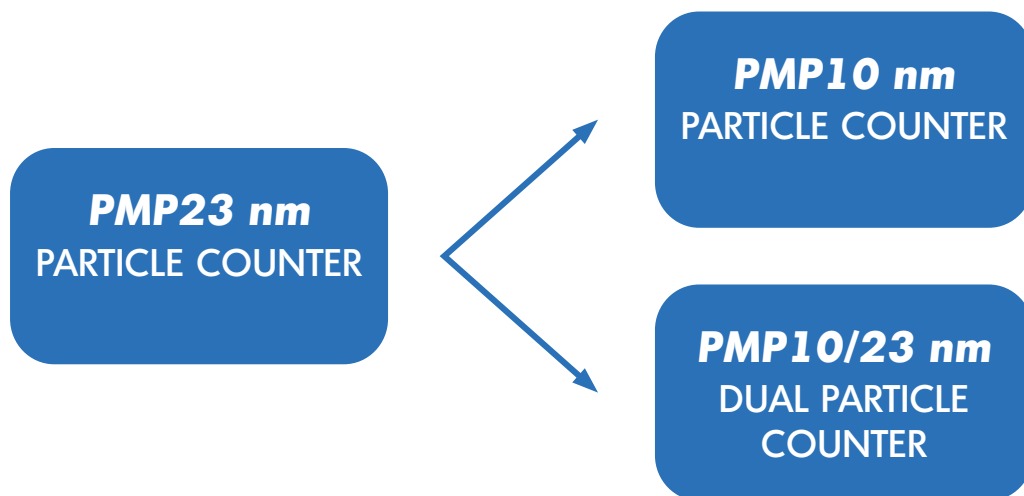 PMP23 nm
PARTICLE COUNTER
PMP10 nm
PARTICLE COUNTER
PMP10/23 nm
DUAL PARTICLE
COUNTER